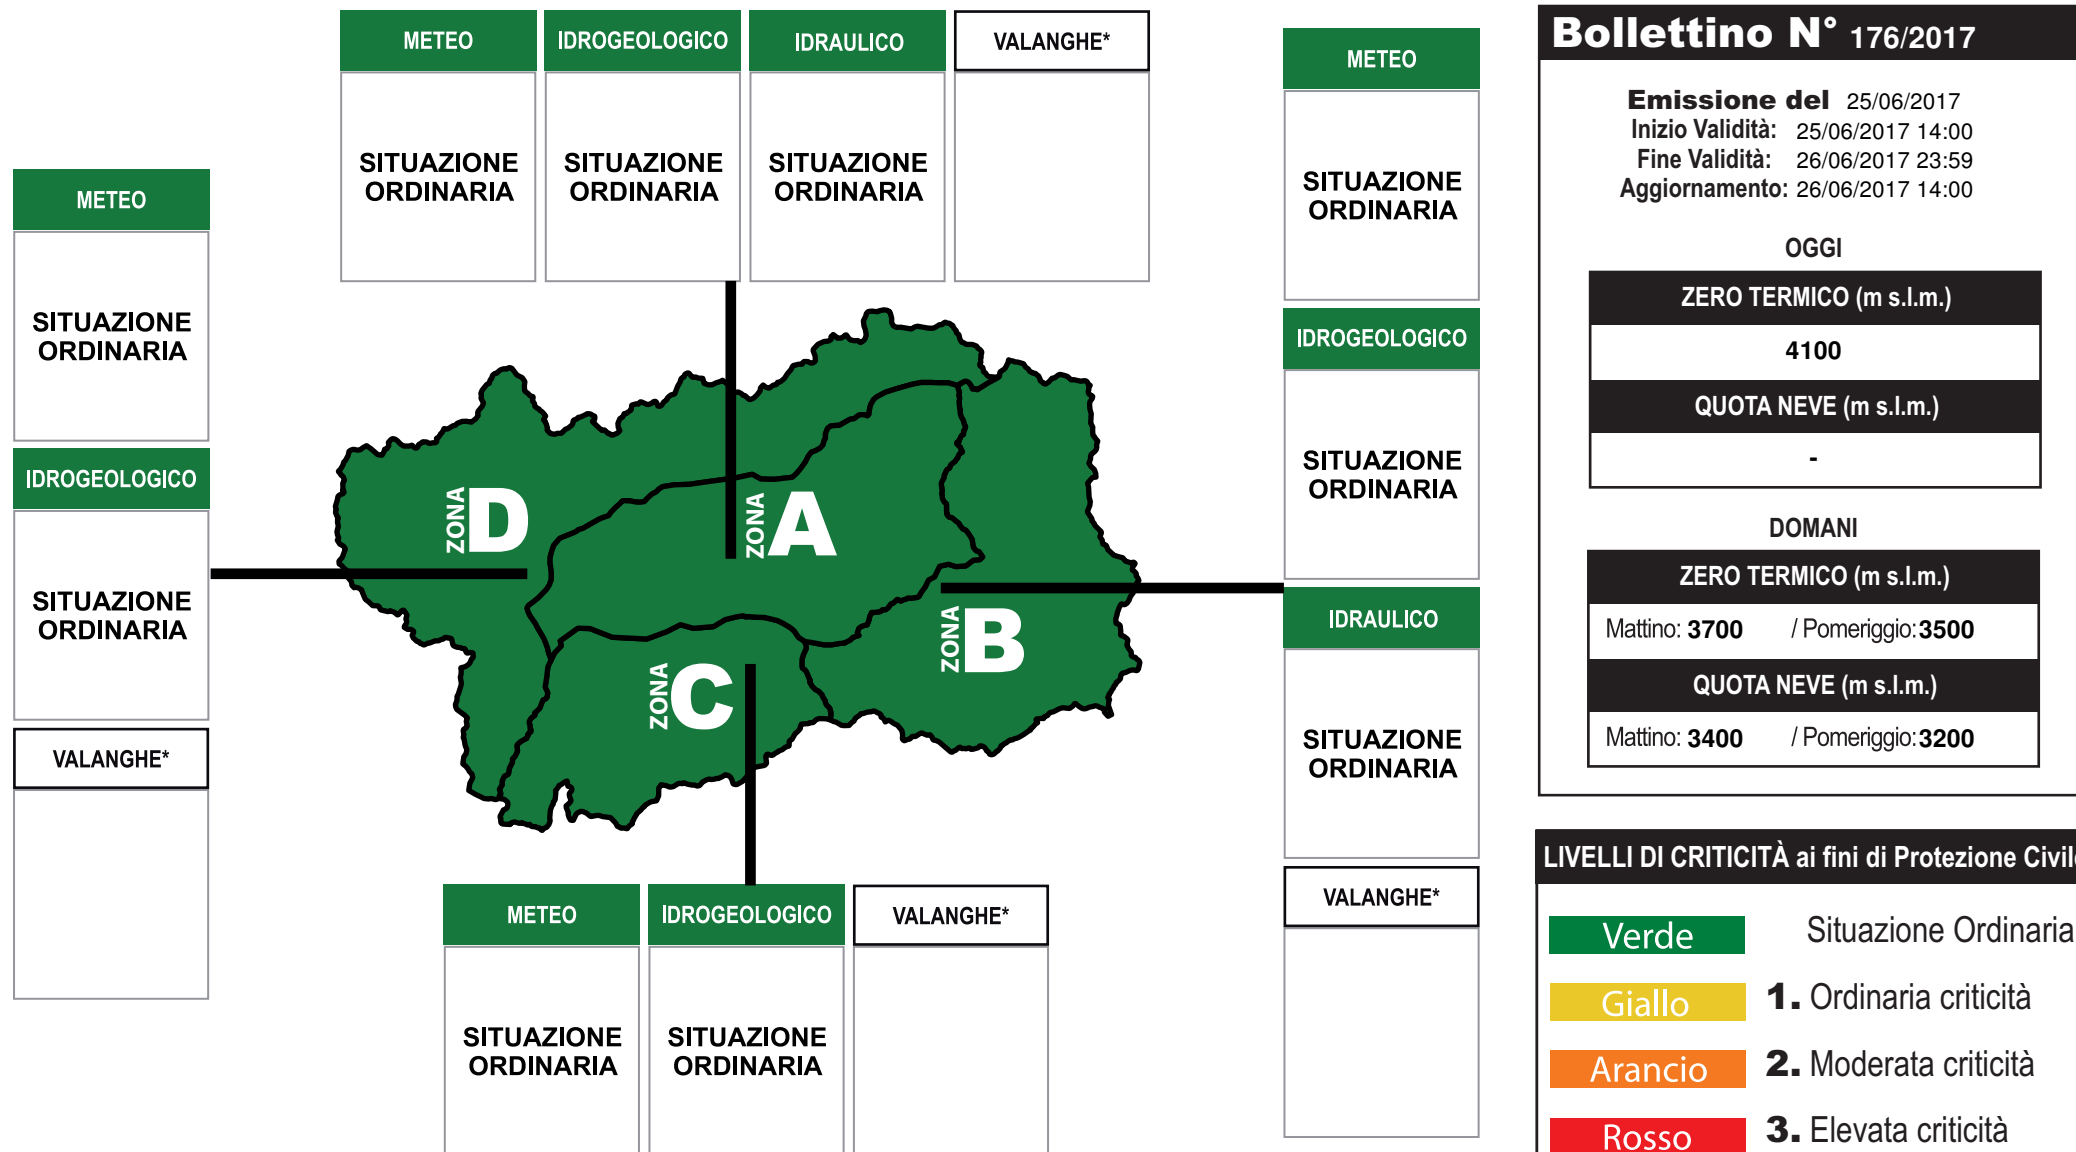 METEO
IDROGEOLOGICO
IDRAULICO
VALANGHE*
SITUAZIONE
ORDINARIA
SITUAZIONE
ORDINARIA
SITUAZIONE
ORDINARIA
METEO
SITUAZIONE
ORDINARIA
IDROGEOLOGICO
SITUAZIONE
ORDINARIA
VALANGHE*
ZONA D
ZONA A
ZONA B
ZONA C
METEO
SITUAZIONE
ORDINARIA
IDROGEOLOGICO
SITUAZIONE
ORDINARIA
IDRAULICO
SITUAZIONE
ORDINARIA
VALANGHE*
METEO
IDROGEOLOGICO
VALANGHE*
SITUAZIONE
ORDINARIA
SITUAZIONE
ORDINARIA
Bollettino N° 176/2017
Emissione del 25/06/2017
Inizio Validità: 25/06/2017 14:00
Fine Validità: 26/06/2017 23:59
Aggiornamento: 26/06/2017 14:00
OGGI
ZERO TERMICO (m s.l.m.)
4100
QUOTA NEVE (m s.l.m.)
-
DOMANI
ZERO TERMICO (m s.l.m.)
Mattino: 3700 / Pomeriggio: 3500
QUOTA NEVE (m s.l.m.)
Mattino: 3400 / Pomeriggio: 3200
LIVELLI DI CRITICITÀ ai fini di Protezione Civil
Verde Situazione Ordinaria
Giallo 1. Ordinaria criticità
Arancio 2. Moderata criticità
Rosso 3. Elevata criticità